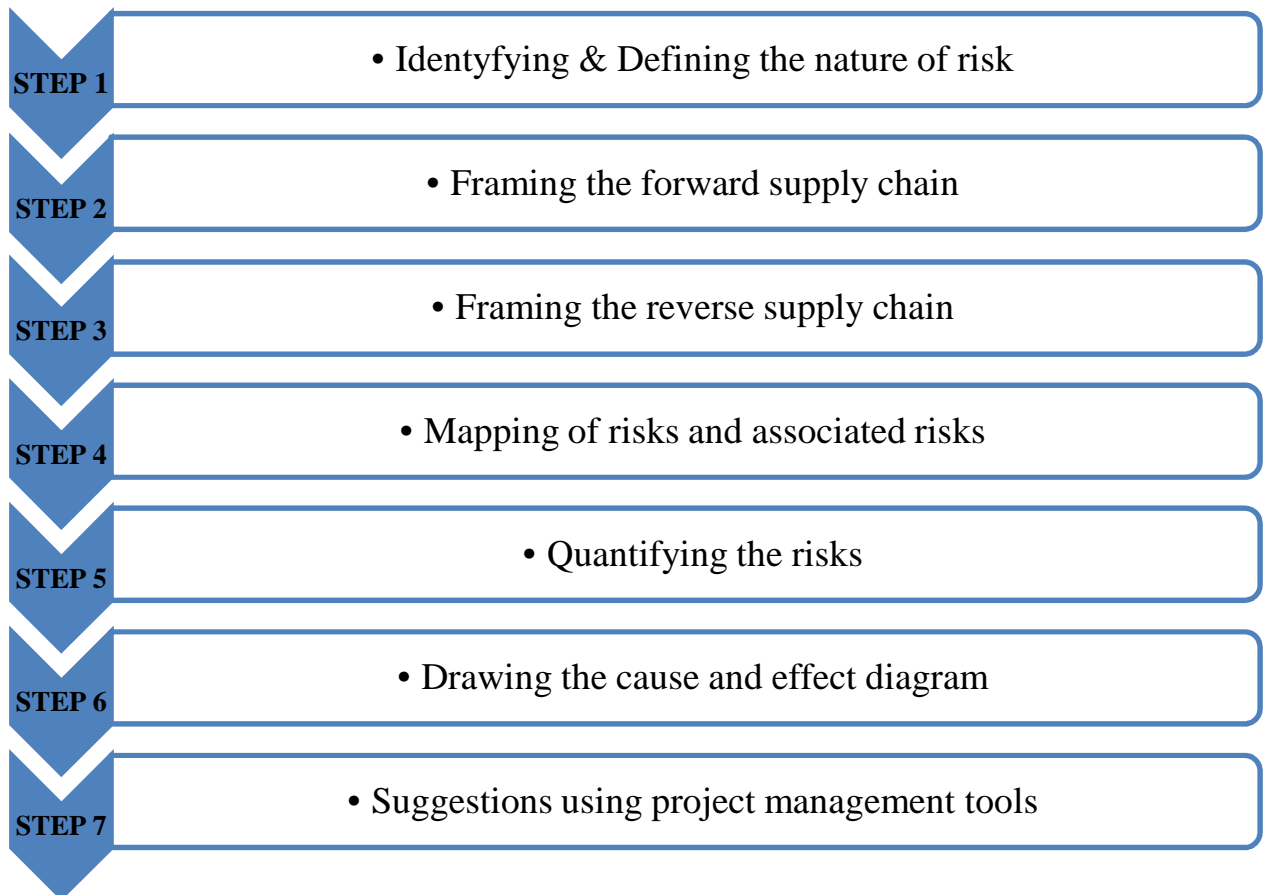 STEP 1
• Identyfying & Defining the nature of risk
STEP 2
• Framing the forward supply chain
STEP 3
• Framing the reverse supply chain
STEP 4
• Mapping of risks and associated risks
STEP 5
• Quantifying the risks
STEP 6
• Drawing the cause and effect diagram
STEP 7
• Suggestions using project management tools